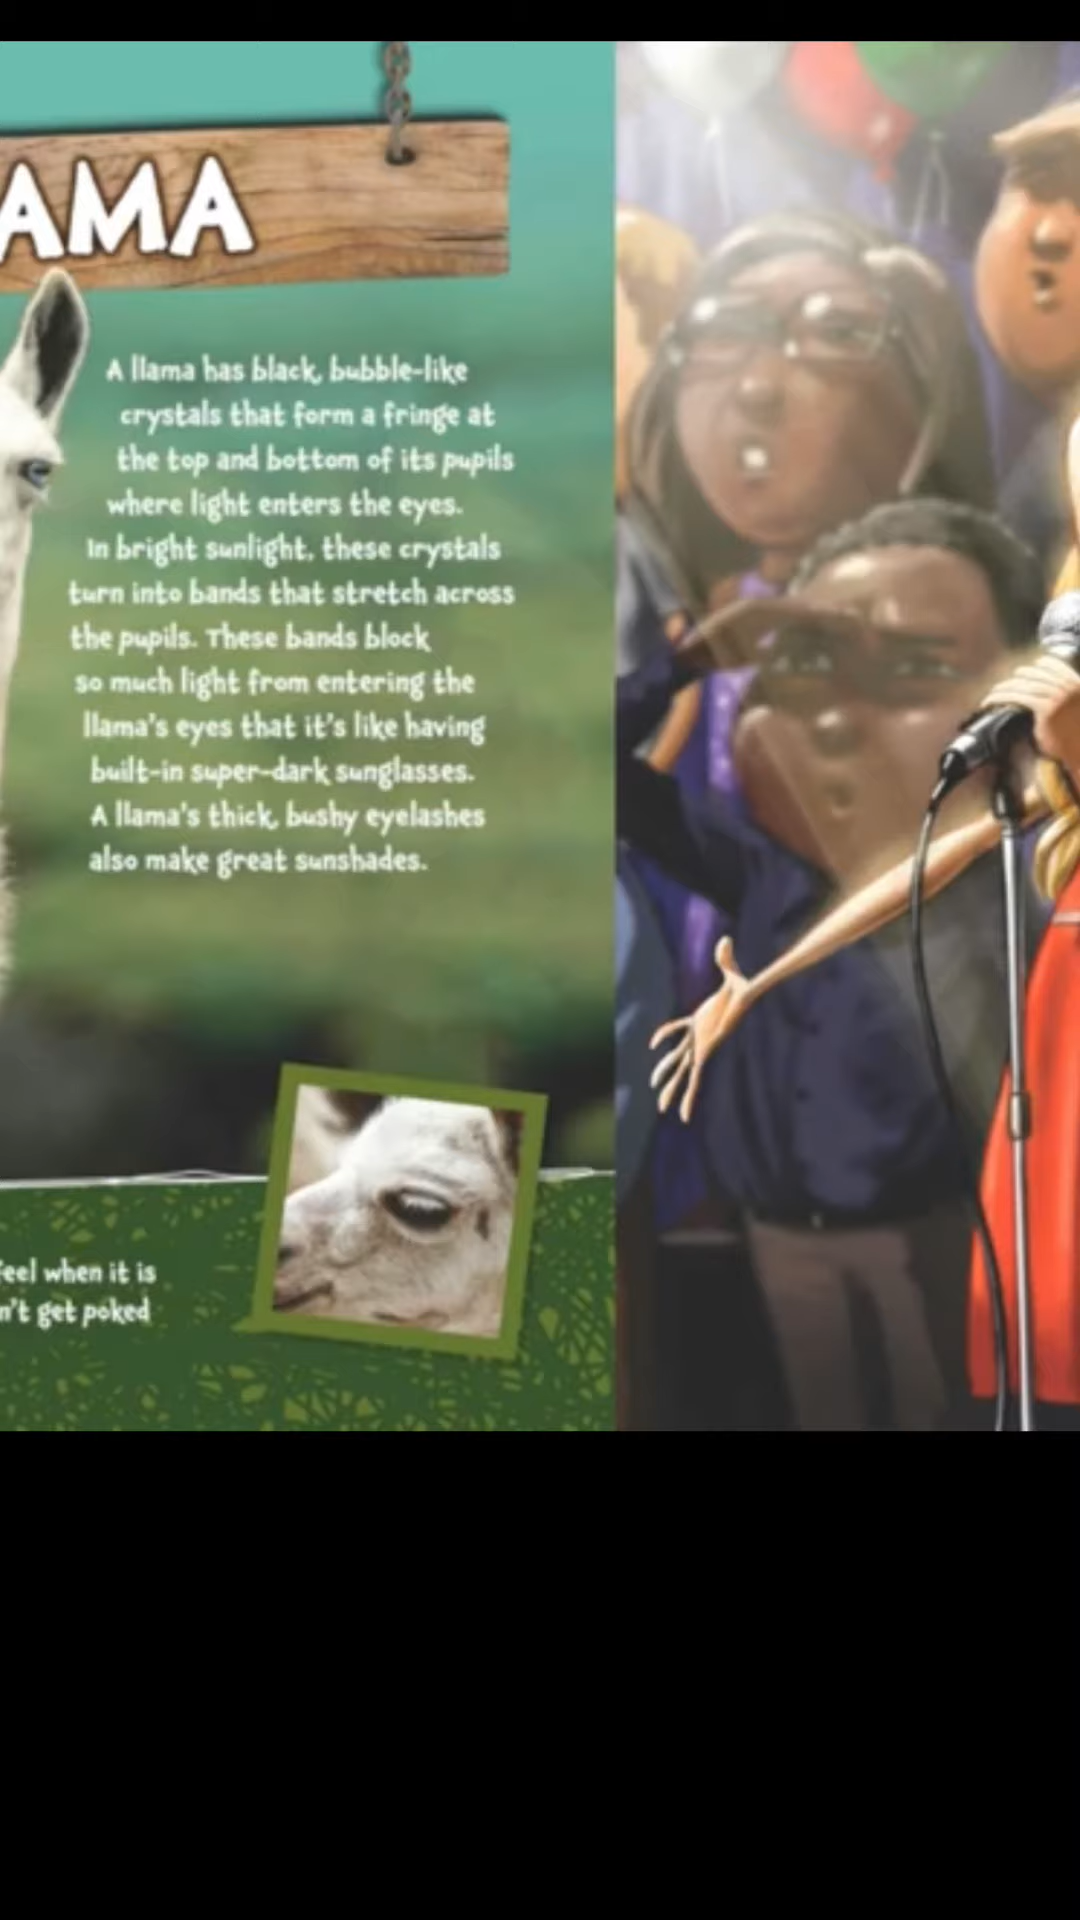 AMA
A llama has black, bubble-like
crystals that form a fringe at
the top and bottom of its pupils
where light enters the eyes.
In bright sunlight, these crystals
turn into bands that stretch across
the pupils. These bands block
so much light from entering the
llama's eyes that it's like having
built-in super-dark sunglasses.
A llama's thick, bushy eyelashes
also make great sunshades.
feel when it is
n't get poked